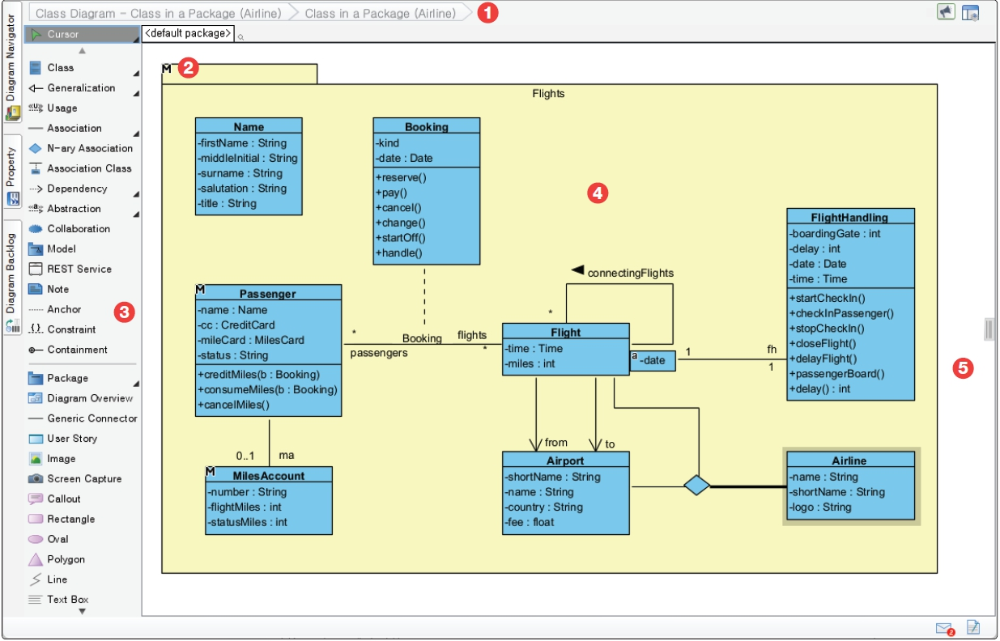 Class Diagram - Class in a Package (Airline)
Class in a Package (Airline)
1
Diagram Navigator
Property
Diagram Backlog
Cursor
Class
Generalization
Usage
Association
N-ary Association
Association Class
Dependency
Abstraction
Collaboration
Model
REST Service
Note
Anchor
3
Constraint
Containment
Package
Diagram Overview
Generic Connector
User Story
Image
Screen Capture
Callout
Rectangle
Oval
Polygon
Line
Text Box
<default package>
M
2
Flights
Name
-firstName : String
-middleInitial : String
-surname : String
-salutation : String
-title : String
Booking
-kind
-date : Date
+reserve()
+pay()
+cancel()
+change()
+startOff()
+handle()
4
FlightHandling
-boardingGate : int
-delay : int
-date : Date
-time : Time
+startCheckIn()
+checkInPassenger()
+stopCheckIn()
+closeFlight()
+delayFlight()
+passengerBoard()
+delay() : int
5
connectingFlights
*
M
Passenger
-name : Name
-cc : CreditCard
-mileCard : MilesCard
-status : String
+creditMiles(b : Booking)
+consumeMiles(b : Booking)
+cancelMiles()
*
passengers
Booking
flights
*
Flight
-time : Time
-miles : int
a
-date
1
fh
1
from
to
0..1
ma
M
MilesAccount
-number : String
-flightMiles : int
-statusMiles : int
Airport
-shortName : String
-name : String
-country : String
-fee : float
Airline
-name : String
-shortName : String
-logo : String
2